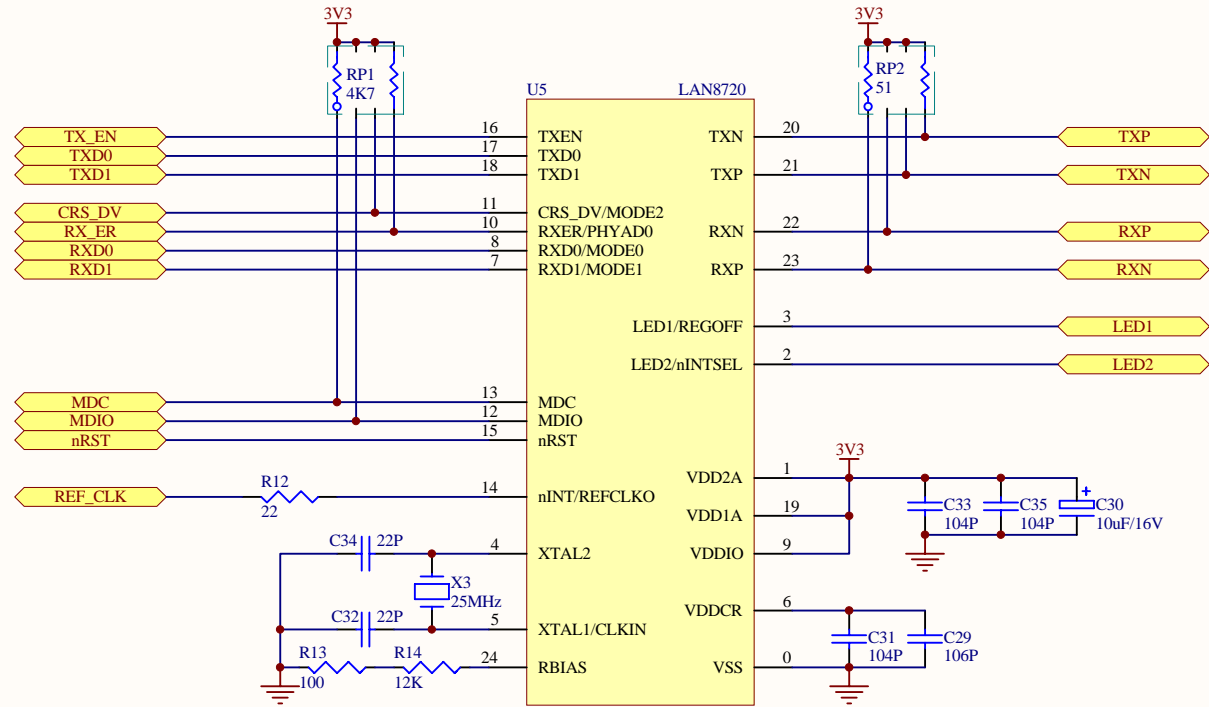 3V3
3V3
RP1
4K7
RP2
51
U5
LAN8720
TX_EN
16
TXEN
TXN
20
TXP
TXD0
17
TXD0
TXD1
18
TXD1
TXP
21
TXN
CRS_DV
11
CRS_DV/MODE2
RX_ER
10
RXER/PHYAD0
RXN
22
RXP
RXD0
8
RXD0/MODE0
RXD1
7
RXD1/MODE1
RXP
23
RXN
LED1/REGOFF
3
LED1
LED2/nINTSEL
2
LED2
MDC
13
MDC
MDIO
12
MDIO
nRST
15
nRST
3V3
REF_CLK
R12
22
14
nINT/REFCLKO
VDD2A
1
VDD1A
19
VDDIO
9
C33
104P
C35
104P
+
C30
10uF/16V
C34
22P
4
XTAL2
X3
25MHz
C32
22P
5
XTAL1/CLKIN
R13
100
R14
12K
24
RBIAS
VDDCR
6
VSS
0
C31
104P
C29
106P